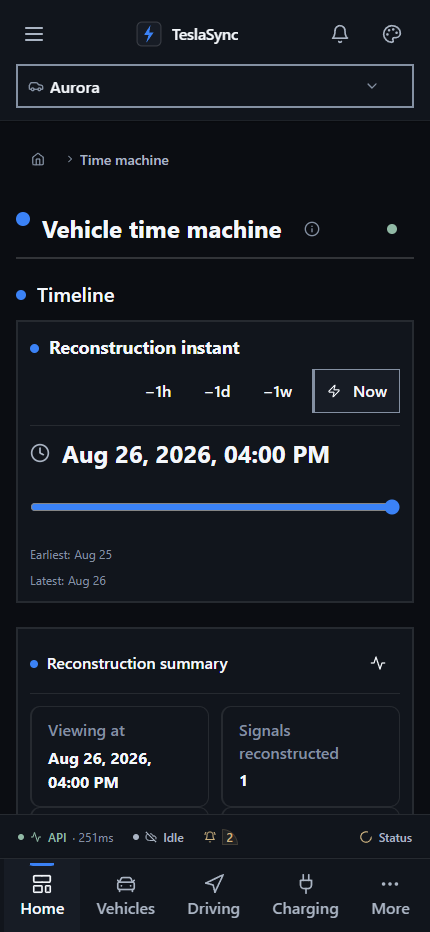 TeslaSync
Aurora
Time machine
Vehicle time machine
Timeline
Reconstruction instant
−1h −1d −1w Now
Aug 26, 2026, 04:00 PM
Earliest: Aug 25
Latest: Aug 26
Reconstruction summary
Viewing at
Aug 26, 2026,
04:00 PM
Signals
reconstructed
1
API · 251ms Idle 2 Status
Home Vehicles Driving Charging More